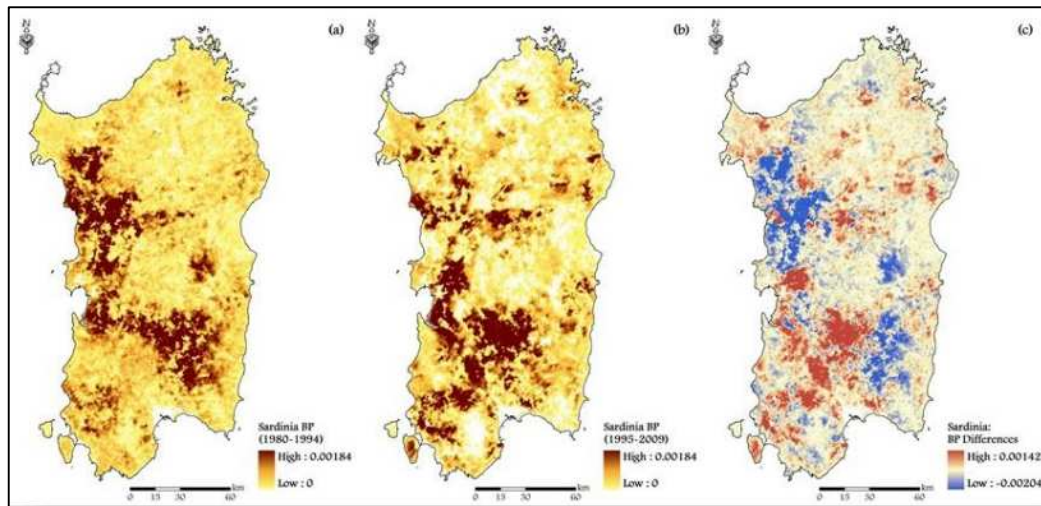 (a)
Sardinia BP
(1980-1994)
High : 0.00184
Low : 0
km
0 15 30 60
(b)
Sardinia BP
(1995-2009)
High : 0.00184
Low : 0
km
0 15 30 60
(c)
Sardinia:
BP Differences
High : 0.00142
Low : -0.00204
km
0 15 30 60